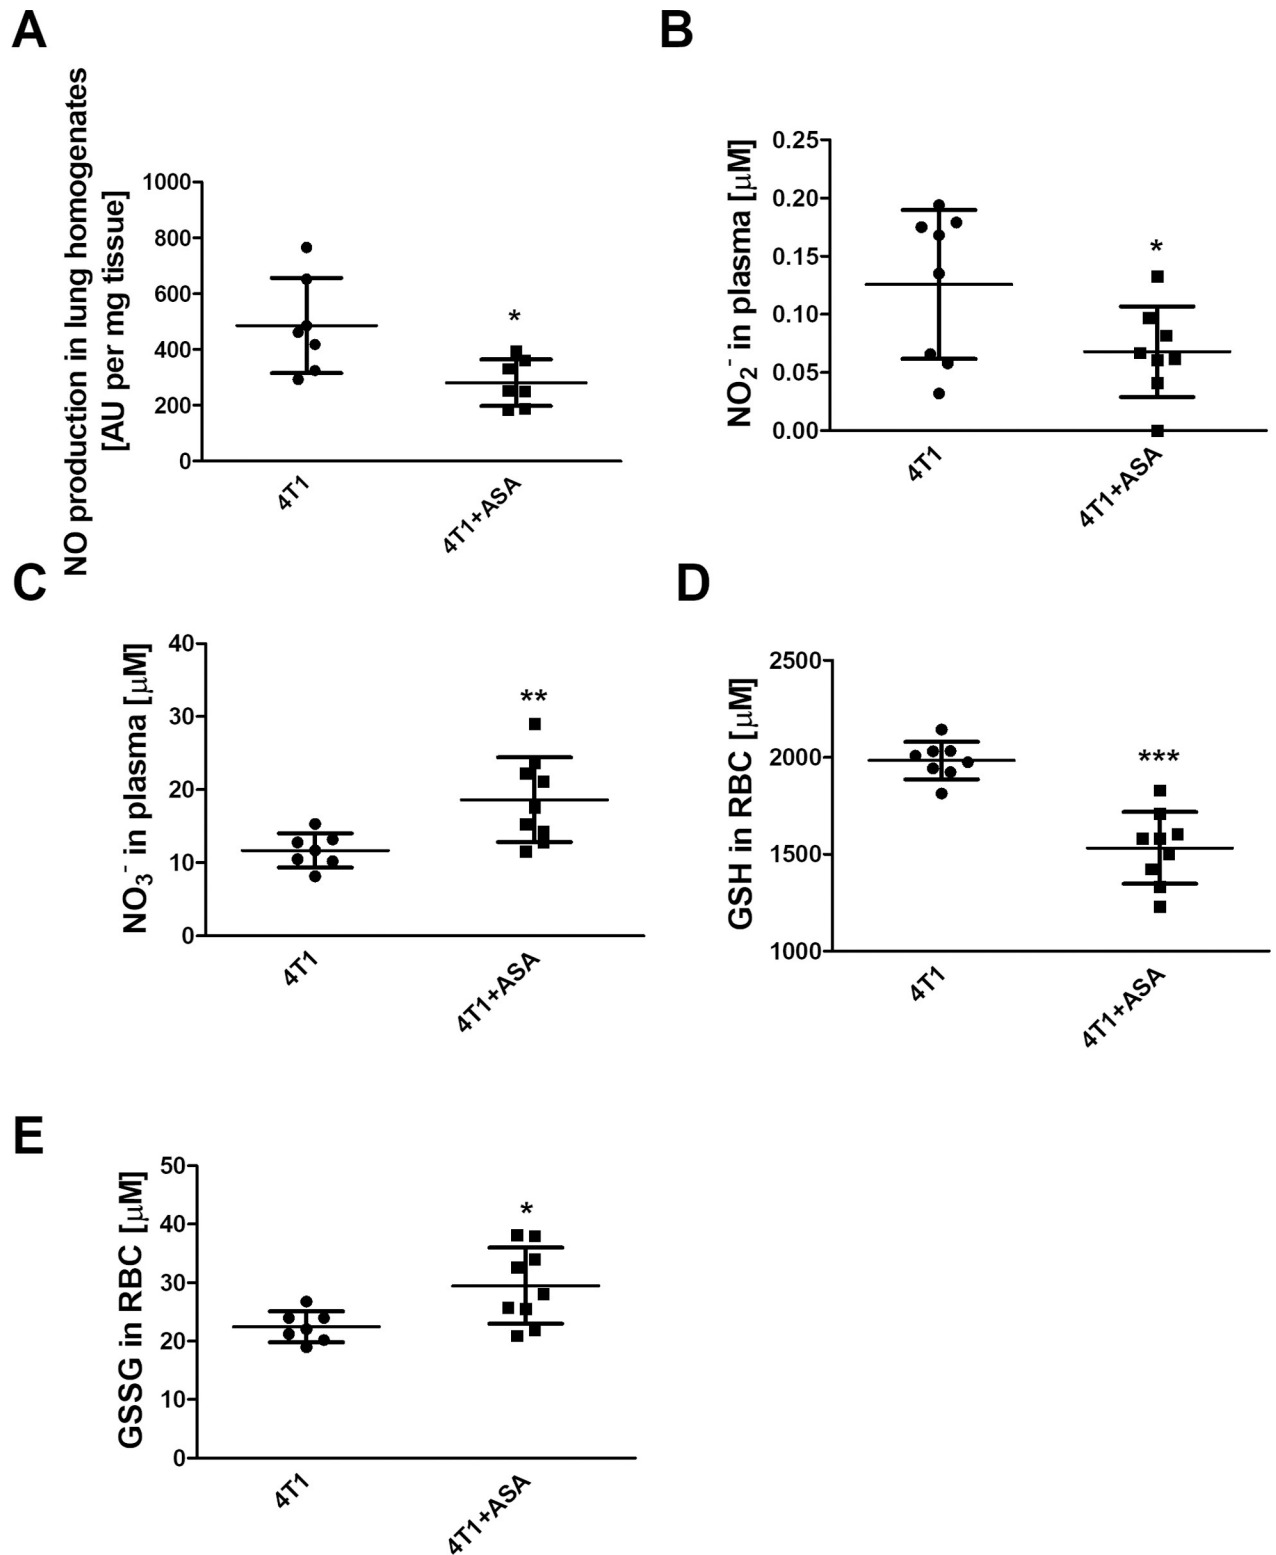 A
NO production in lung homogenates
[AU per mg tissue]
1000
800
600
400
200
0
*
4T1
4T1+ASA
B
NO₂⁻ in plasma [μM]
0.25
0.20
0.15
0.10
0.05
0.00
*
4T1
4T1+ASA
C
NO₃⁻ in plasma [μM]
40
30
20
10
0
**
4T1
4T1+ASA
D
GSH in RBC [μM]
2500
2000
1500
1000
***
4T1
4T1+ASA
E
GSSG in RBC [μM]
50
40
30
20
10
0
*
4T1
4T1+ASA